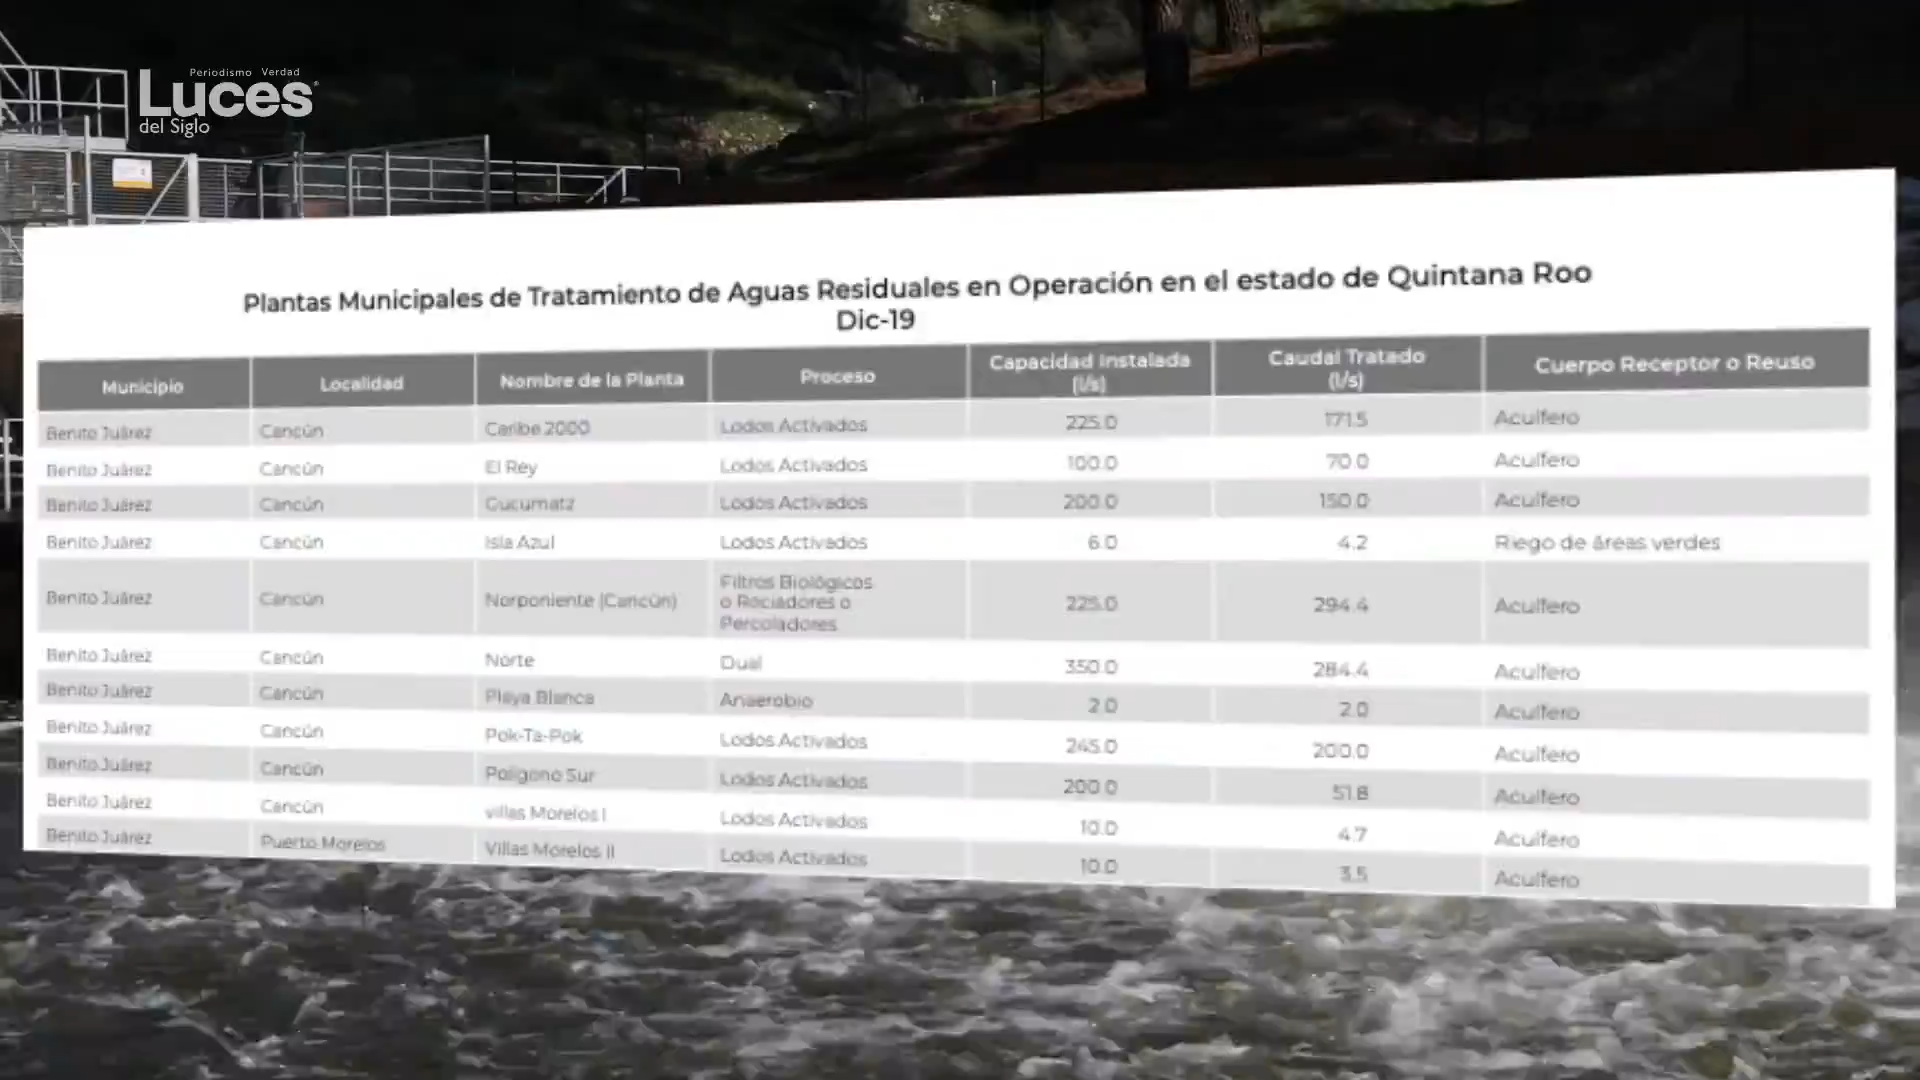 Periodismo Verdad
Luces
del Siglo
Plantas Municipales de Tratamiento de Aguas Residuales en Operación en el estado de Quintana Roo
Dic-19
Municipio Localidad Nombre de la Planta Proceso Capacidad Instalada (l/s) Caudal Tratado (l/s) Cuerpo Receptor o Reuso
Benito Juárez Cancún Caribe 2000 Lodos Activados 225.0 171.5 Acuífero
Benito Juárez Cancún El Rey Lodos Activados 100.0 70.0 Acuífero
Benito Juárez Cancún Gucumatz Lodos Activados 200.0 150.0 Acuífero
Benito Juárez Cancún Isla Azul Lodos Activados 6.0 4.2 Riego de áreas verdes
Benito Juárez Cancún Norponiente (Cancún) Filtros Biológicos o Rociadores o Percoladores 225.0 294.4 Acuífero
Benito Juárez Cancún Norte Dual 350.0 284.4 Acuífero
Benito Juárez Cancún Playa Blanca Anaerobio 2.0 2.0 Acuífero
Benito Juárez Cancún Pok-Ta-Pok Lodos Activados 245.0 200.0 Acuífero
Benito Juárez Cancún Polígono Sur Lodos Activados 200.0 51.8 Acuífero
Benito Juárez Cancún villas Morelos I Lodos Activados 10.0 4.7 Acuífero
Benito Juárez Puerto Morelos Villas Morelos II Lodos Activados 10.0 3.5 Acuífero